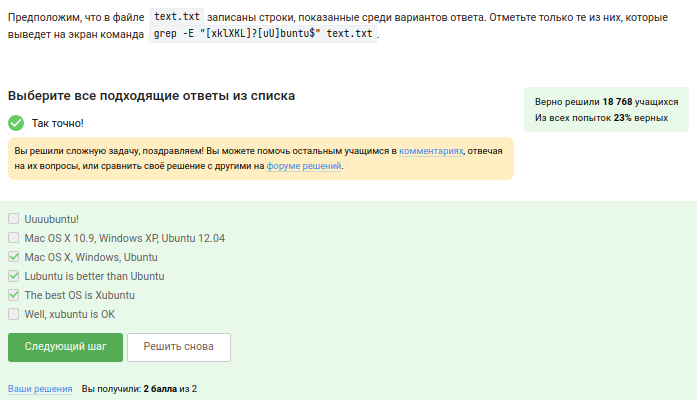 Предположим, что в файле text.txt записаны строки, показанные среди вариантов ответа. Отметьте только те из них, которые
выведет на экран команда grep -E "[xklXKL]?[uU]buntu$" text.txt.
Выберите все подходящие ответы из списка
Верно решили 18 768 учащихся
Из всех попыток 23% верных
Так точно!
Вы решили сложную задачу, поздравляем! Вы можете помочь остальным учащимся в комментариях, отвечая
на их вопросы, или сравнить своё решение с другими на форуме решений.
Uuuubuntu!
Mac OS X 10.9, Windows XP, Ubuntu 12.04
Mac OS X, Windows, Ubuntu
Lubuntu is better than Ubuntu
The best OS is Xubuntu
Well, xubuntu is OK
Следующий шаг
Решить снова
Ваши решения Вы получили: 2 балла из 2